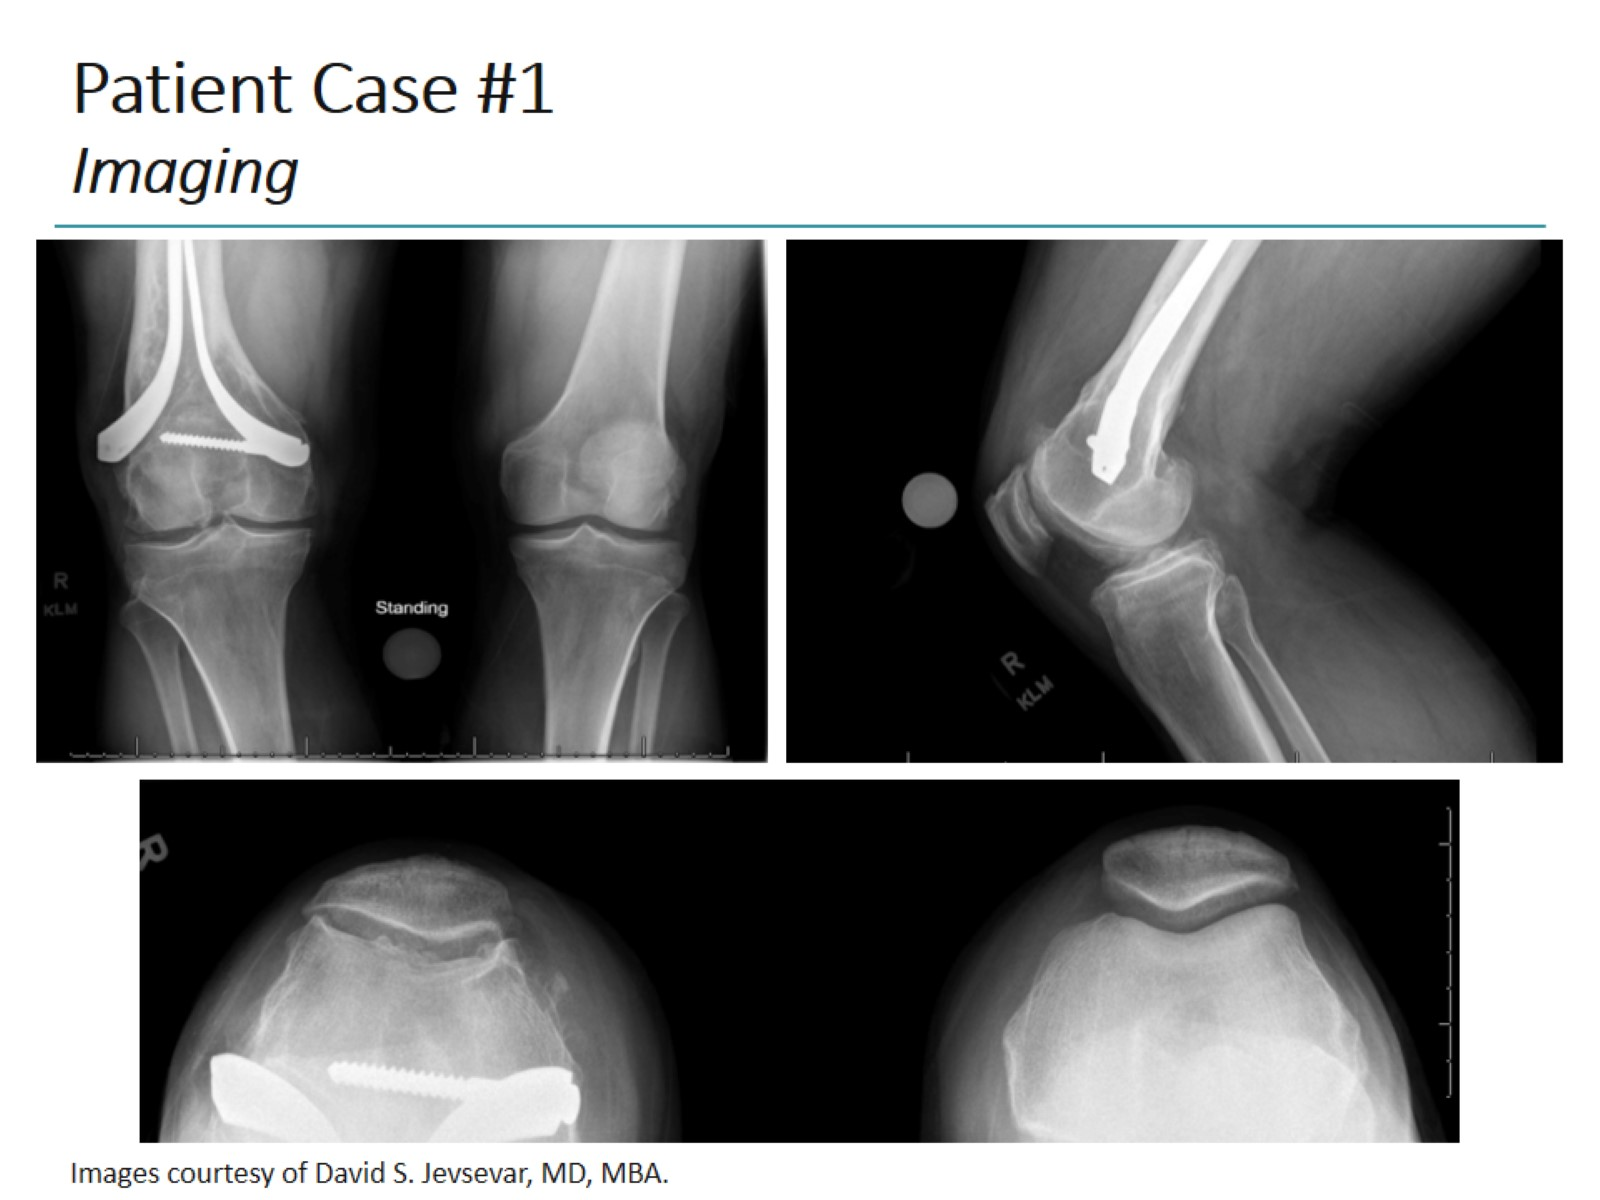 Patient Case #1
Imaging
R
KLM
Standing
R
KLM
R
Images courtesy of David S. Jevsevar, MD, MBA.